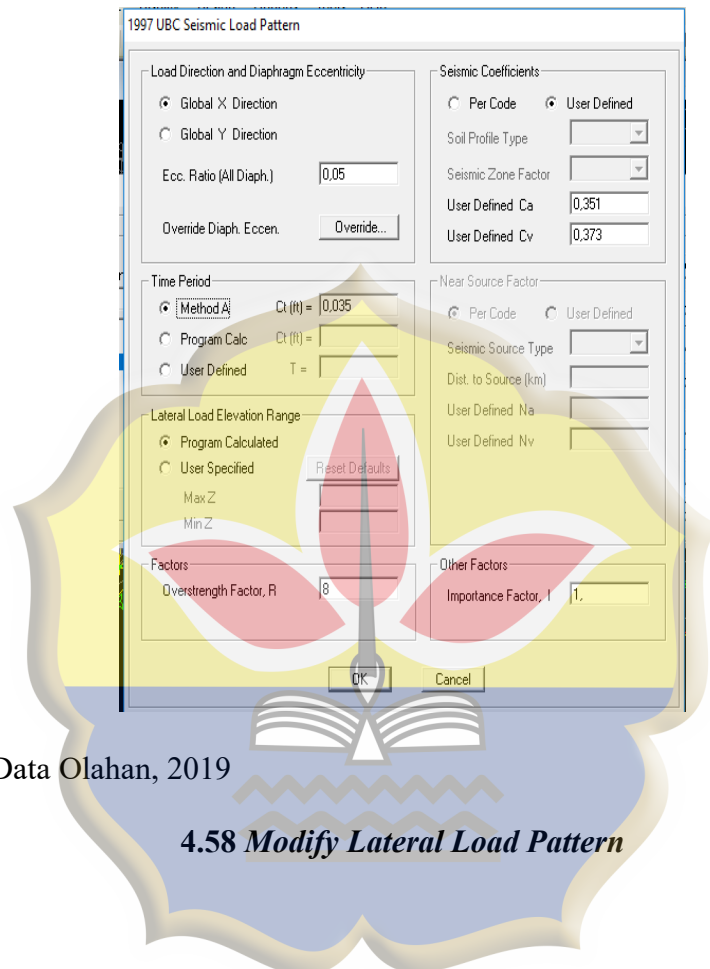 1997 UBC Seismic Load Pattern
Load Direction and Diaphragm Eccentricity
Global X Direction
Global Y Direction
Ecc. Ratio (All Diaph.) 0,05
Override Diaph. Eccen. Override...
Seismic Coefficients
Per Code User Defined
Soil Profile Type
Seismic Zone Factor
User Defined Ca 0,351
User Defined Cv 0,373
Time Period
Method A Ct (ft) = 0,035
Program Calc Ct (ft) =
User Defined T =
Near Source Factor
Per Code User Defined
Seismic Source Type
Dist. to Source (km)
User Defined Na
User Defined Nv
Lateral Load Elevation Range
Program Calculated
User Specified Reset Defaults
Max Z
Min Z
Factors
Overstrength Factor, R 8
Other Factors
Importance Factor, I 1,
OK Cancel
Data Olahan, 2019
4.58 Modify Lateral Load Pattern